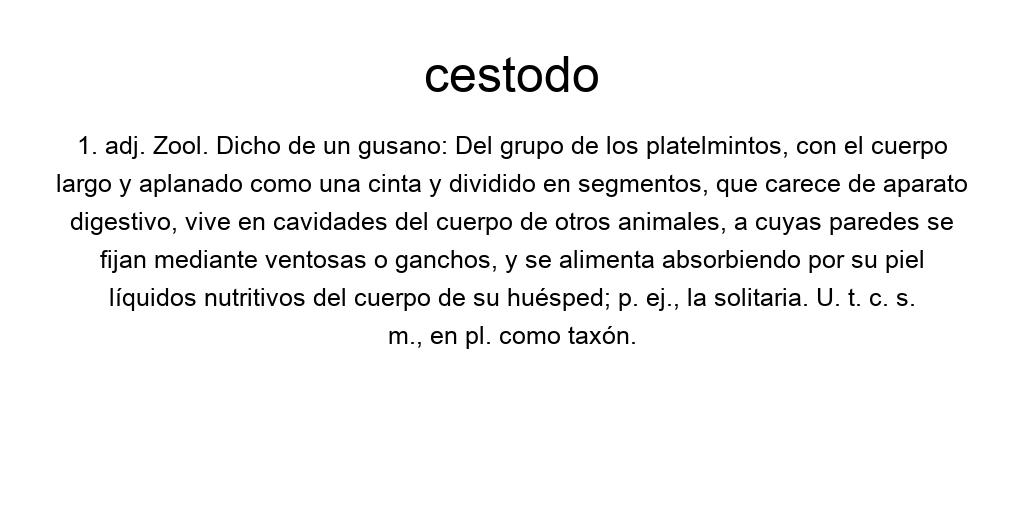 cestodo
1. adj. Zool. Dicho de un gusano: Del grupo de los platelmintos, con el cuerpo
largo y aplanado como una cinta y dividido en segmentos, que carece de aparato
digestivo, vive en cavidades del cuerpo de otros animales, a cuyas paredes se
fijan mediante ventosas o ganchos, y se alimenta absorbiendo por su piel
líquidos nutritivos del cuerpo de su huésped; p. ej., la solitaria. U. t. c. s.
m., en pl. como taxón.